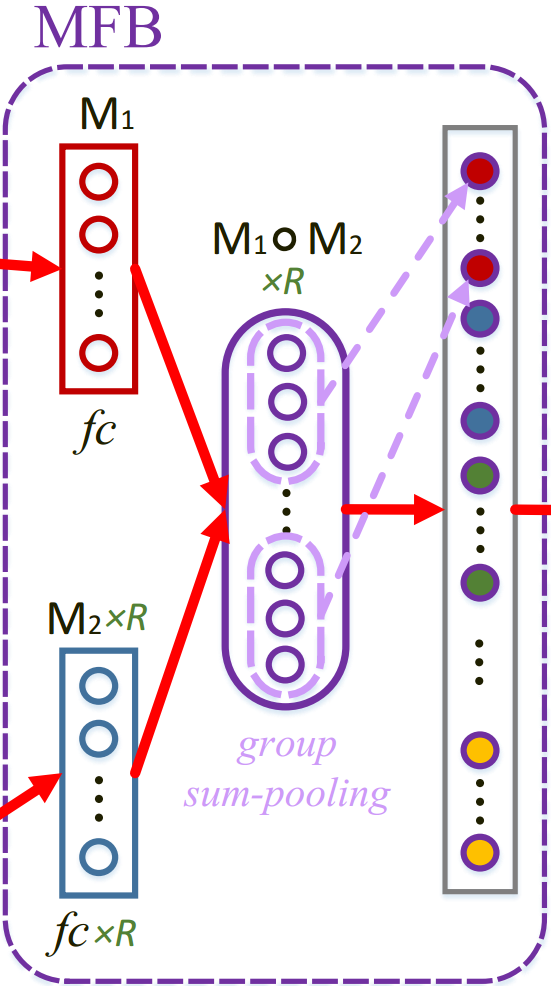 MFB
M₁
M₁ ∘ M₂
×R
fc
M₂×R
group
sum-pooling
fc×R